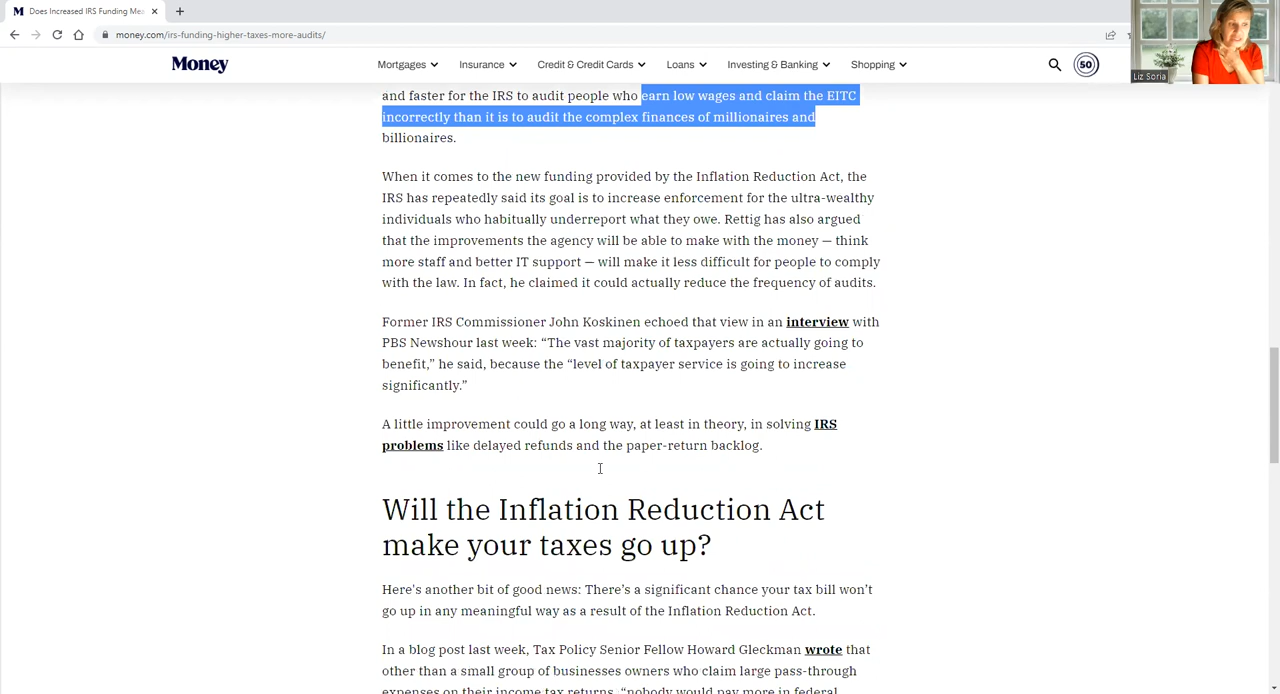 M Does Increased IRS Funding Me
money.com/irs-funding-higher-taxes-more-audits/
Money
Mortgages
Insurance
Credit & Credit Cards
Loans
Investing & Banking
Shopping
50
Liz Soria
and faster for the IRS to audit people who earn low wages and claim the EITC
incorrectly than it is to audit the complex finances of millionaires and
billionaires.
When it comes to the new funding provided by the Inflation Reduction Act, the
IRS has repeatedly said its goal is to increase enforcement for the ultra-wealthy
individuals who habitually underreport what they owe. Rettig has also argued
that the improvements the agency will be able to make with the money — think
more staff and better IT support — will make it less difficult for people to comply
with the law. In fact, he claimed it could actually reduce the frequency of audits.
Former IRS Commissioner John Koskinen echoed that view in an interview with
PBS Newshour last week: “The vast majority of taxpayers are actually going to
benefit,” he said, because the “level of taxpayer service is going to increase
significantly.”
A little improvement could go a long way, at least in theory, in solving IRS
problems like delayed refunds and the paper-return backlog.
Will the Inflation Reduction Act
make your taxes go up?
Here's another bit of good news: There’s a significant chance your tax bill won’t
go up in any meaningful way as a result of the Inflation Reduction Act.
In a blog post last week, Tax Policy Senior Fellow Howard Gleckman wrote that
other than a small group of businesses owners who claim large pass-through
expenses on their income tax returns, “nobody would pay more in federal